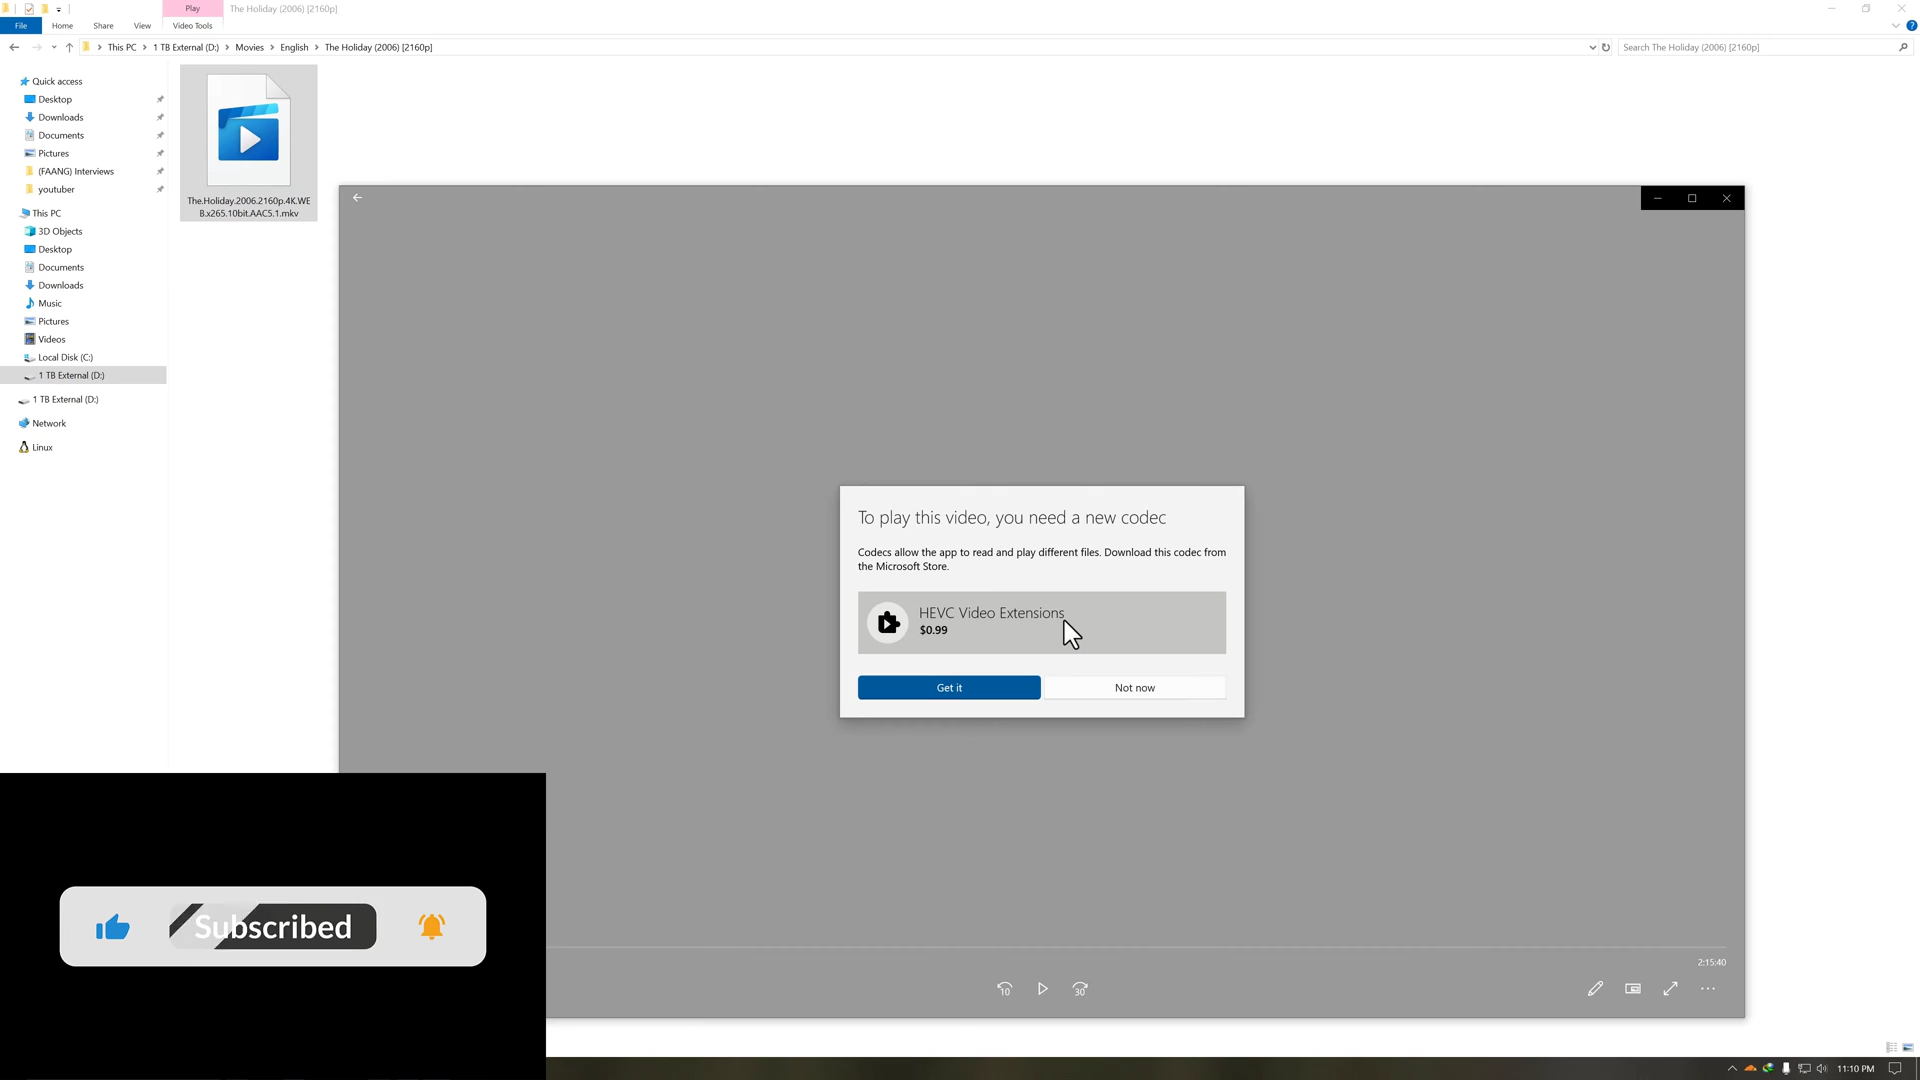 Play
The Holiday (2006) [2160p]
File
Home
Share
View
Video Tools
This PC
1 TB External (D:)
Movies
English
The Holiday (2006) [2160p]
Search The Holiday (2006) [2160p]
Quick access
Desktop
Downloads
Documents
Pictures
(FAANG) Interviews
youtuber
This PC
3D Objects
Desktop
Documents
Downloads
Music
Pictures
Videos
Local Disk (C:)
1 TB External (D:)
1 TB External (D:)
Network
Linux
The.Holiday.2006.2160p.4K.WE
B.x265.10bit.AAC5.1.mkv
To play this video, you need a new codec
Codecs allow the app to read and play different files. Download this codec from
the Microsoft Store.
HEVC Video Extensions
$0.99
Get it
Not now
Subscribed
2:15:40
10
30
11:10 PM